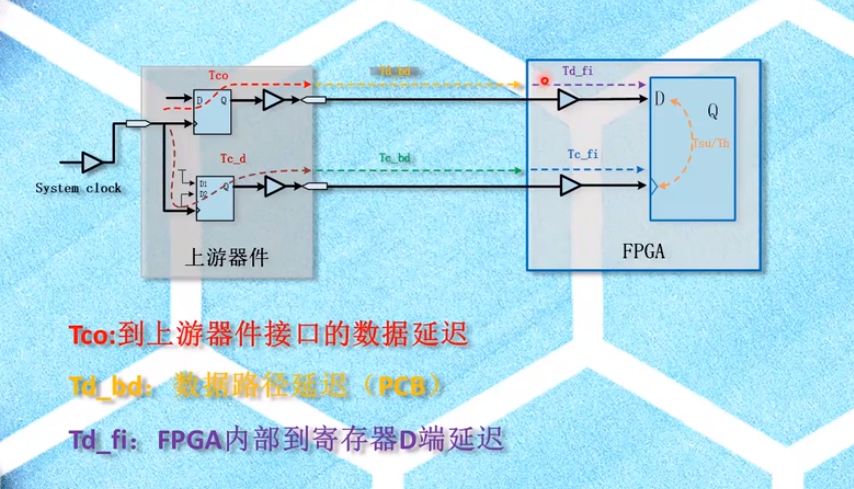 Tco
Td_bd
Td_fi
D
Q
D
Q
Tsu/Th
Tc_d
Tc_bd
Tc_fi
System clock
D1
D2
Q
上游器件
FPGA
Tco:到上游器件接口的数据延迟
Td_bd：数据路径延迟（PCB）
Td_fi：FPGA内部到寄存器D端延迟